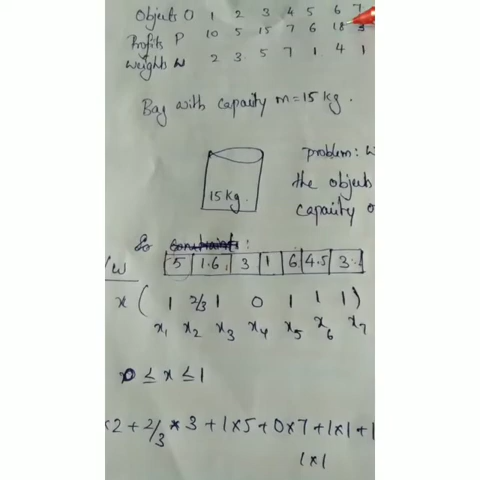 Objects O 1 2 3 4 5 6 7
Profits P 10 5 15 7 6 18 3
Weights W 2 3 5 7 1 4 1
Bag with capacity m=15 kg.
problem: W
15 kg.
the objects
capacity o
So constraint:
/W 5 1.6 3 1 6 4.5 3
x ( 1 2/3 1 0 1 1 1 )
x1 x2 x3 x4 x5 x6 x7
0 ≤ x ≤ 1
*2 + 2/3 * 3 + 1×5 + 0×7 + 1×1 + 1
1×1